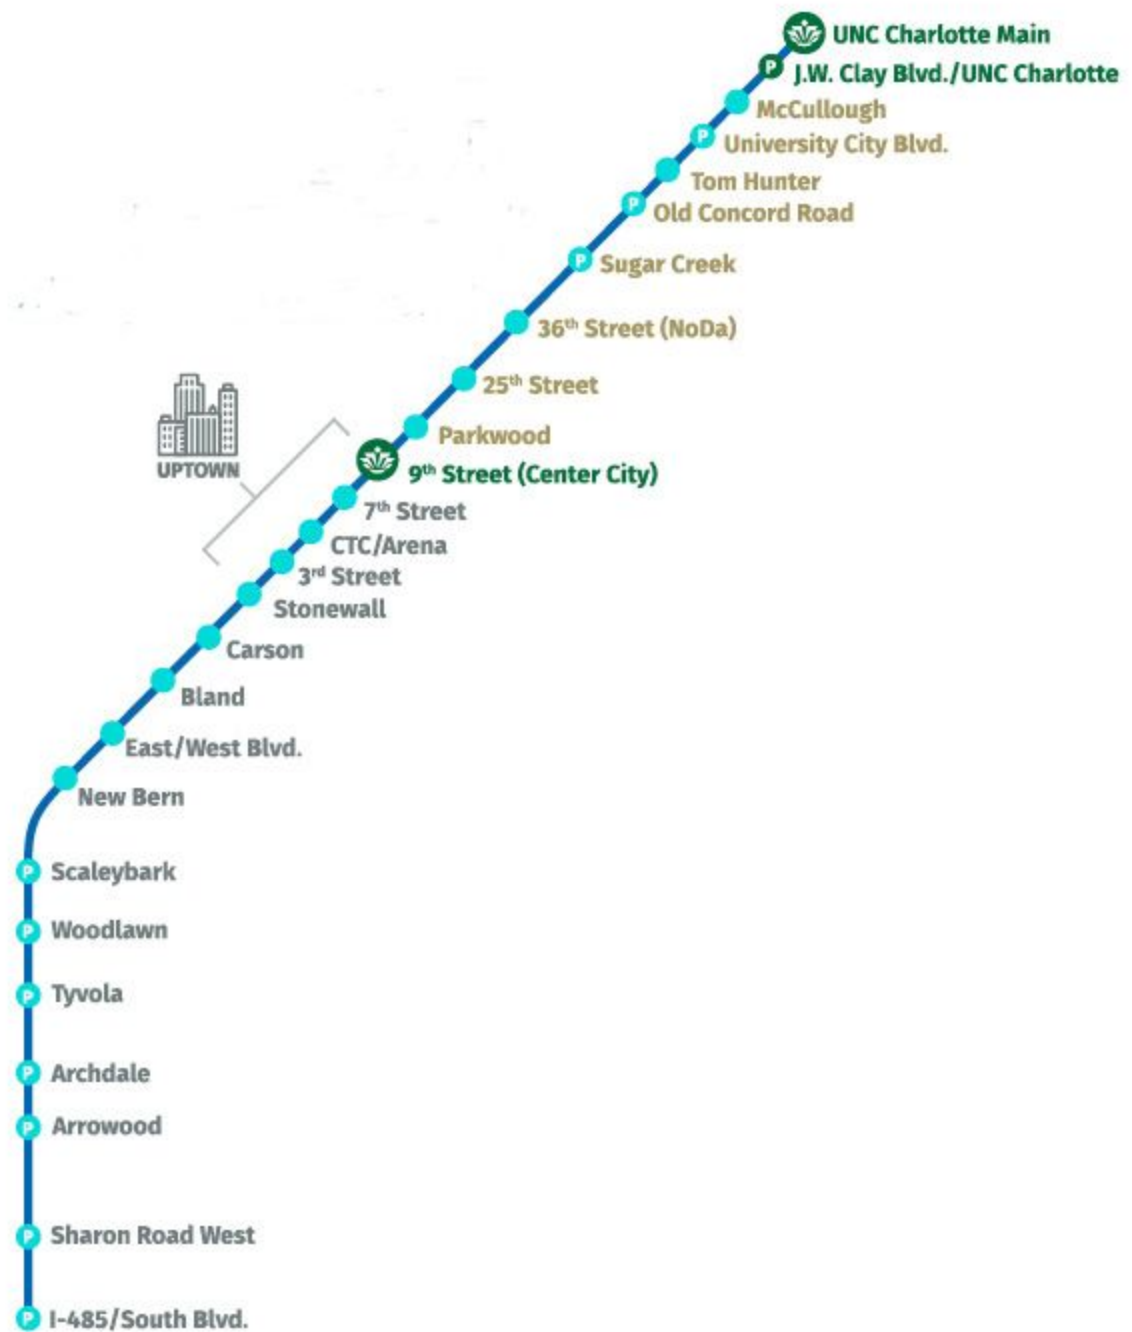 UNC Charlotte Main
P
J.W. Clay Blvd./UNC Charlotte
McCullough
P
University City Blvd.
Tom Hunter
P
Old Concord Road
P
Sugar Creek
36th Street (NoDa)
25th Street
Parkwood
UPTOWN
9th Street (Center City)
7th Street
CTC/Arena
3rd Street
Stonewall
Carson
Bland
East/West Blvd.
New Bern
P Scaleybark
P Woodlawn
P Tyvola
P Archdale
P Arrowood
P Sharon Road West
P I-485/South Blvd.